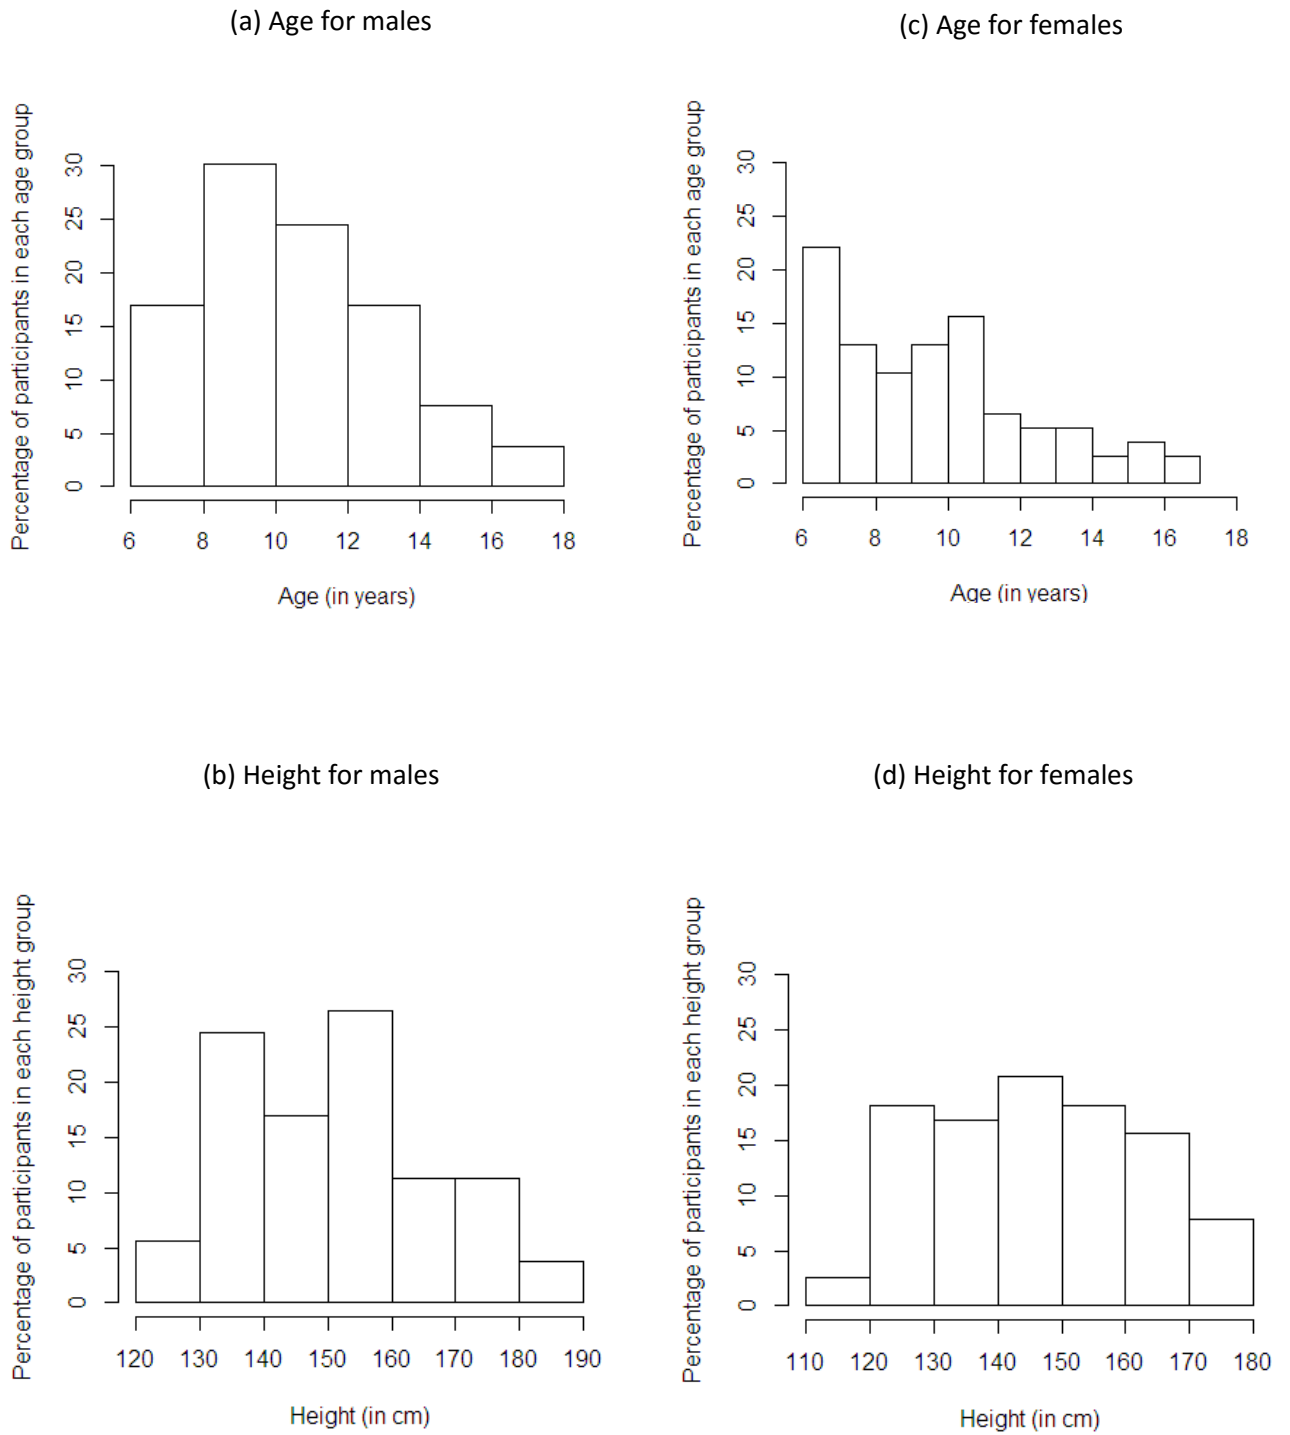 (a) Age for males
Percentage of participants in each age group
30
25
20
15
10
5
0
6 8 10 12 14 16 18
Age (in years)
(c) Age for females
Percentage of participants in each age group
30
25
20
15
10
5
0
6 8 10 12 14 16 18
Age (in years)
(b) Height for males
Percentage of participants in each height group
30
25
20
15
10
5
0
120 130 140 150 160 170 180 190
Height (in cm)
(d) Height for females
Percentage of participants in each height group
30
25
20
15
10
5
0
110 120 130 140 150 160 170 180
Height (in cm)